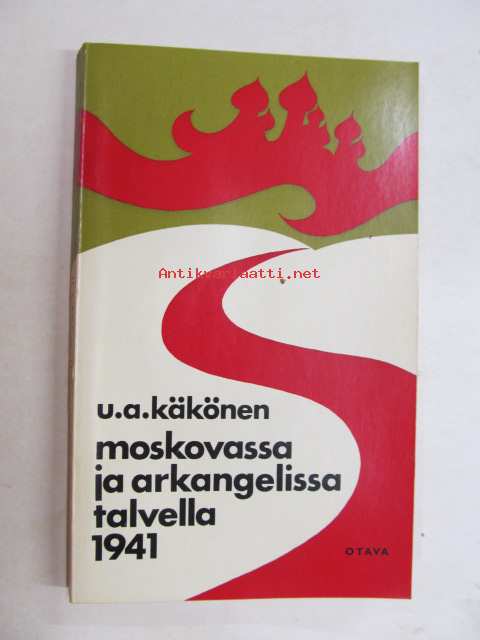 Antikvariaatti.net
u.a.käkönen
moskovassa
ja arkangelissa
talvella
1941
OTAVA